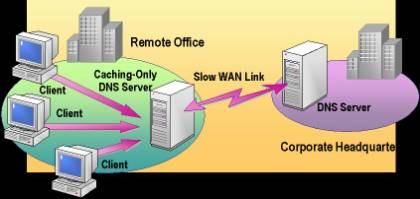 Remote Office
Caching-Only
DNS Server
Slow WAN Link
Client
Client
Client
DNS Server
Corporate Headquarte